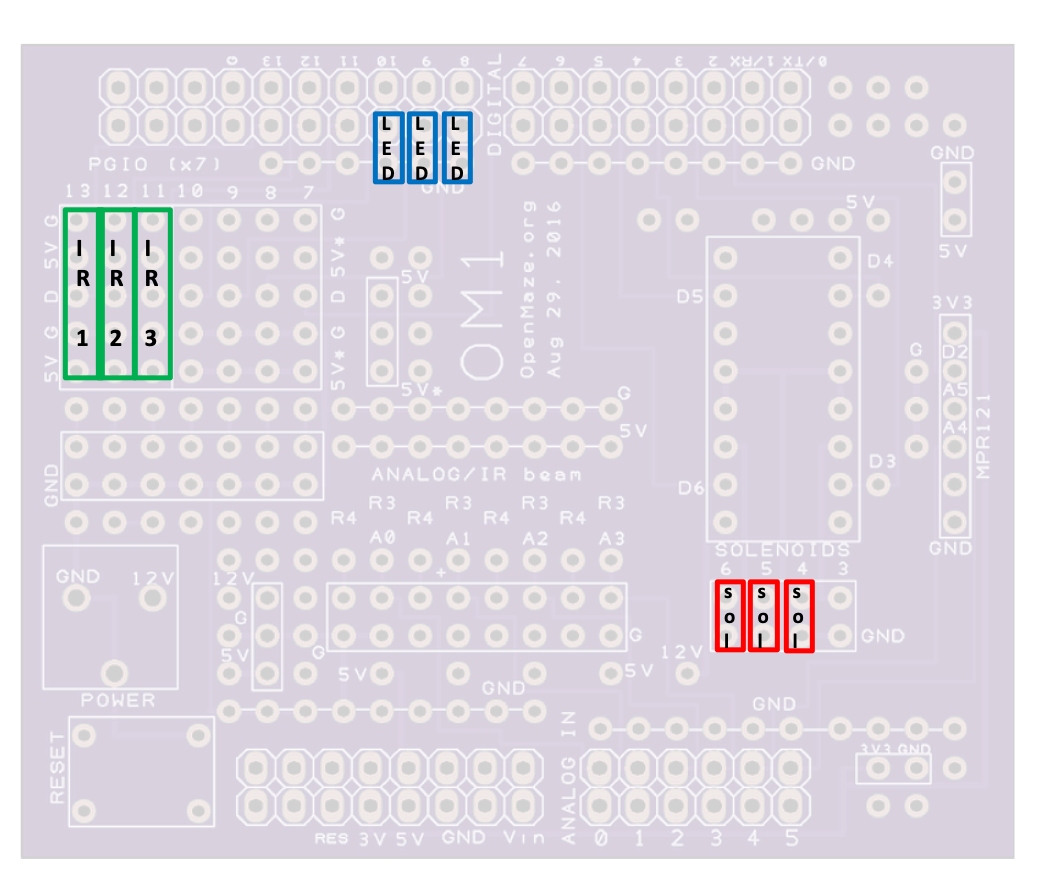 G 13 12 11 10 9 8 DIGITAL 7 6 5 4 3 2 1/RX 0/TX
LED LED LED
PGIO (x7) GND GND GND
13 12 11 10 9 8 7
5V G D 5V G
IR 1
IR 2
IR 3
5V* G D 5V* G
5V
5V*
OM1
OpenMaze.org
Aug 29. 2016
5V
5V
D4
D5
3V3
G D2
A5
A4
MPR121
G
5V
GND
ANALOG/IR beam
D3
D6
R3 R3 R3 R3
R4 R4 R4 R4
A0 A1 A2 A3
GND
SOLENOIDS
6 5 4 3
sol sol sol
GND
GND 12V 12V
+
G
5V
G
G
12V
5V
5V
POWER
GND
GND
RESET
ANALOG IN
3V3 GND
RES 3V 5V GND Vin
0 1 2 3 4 5